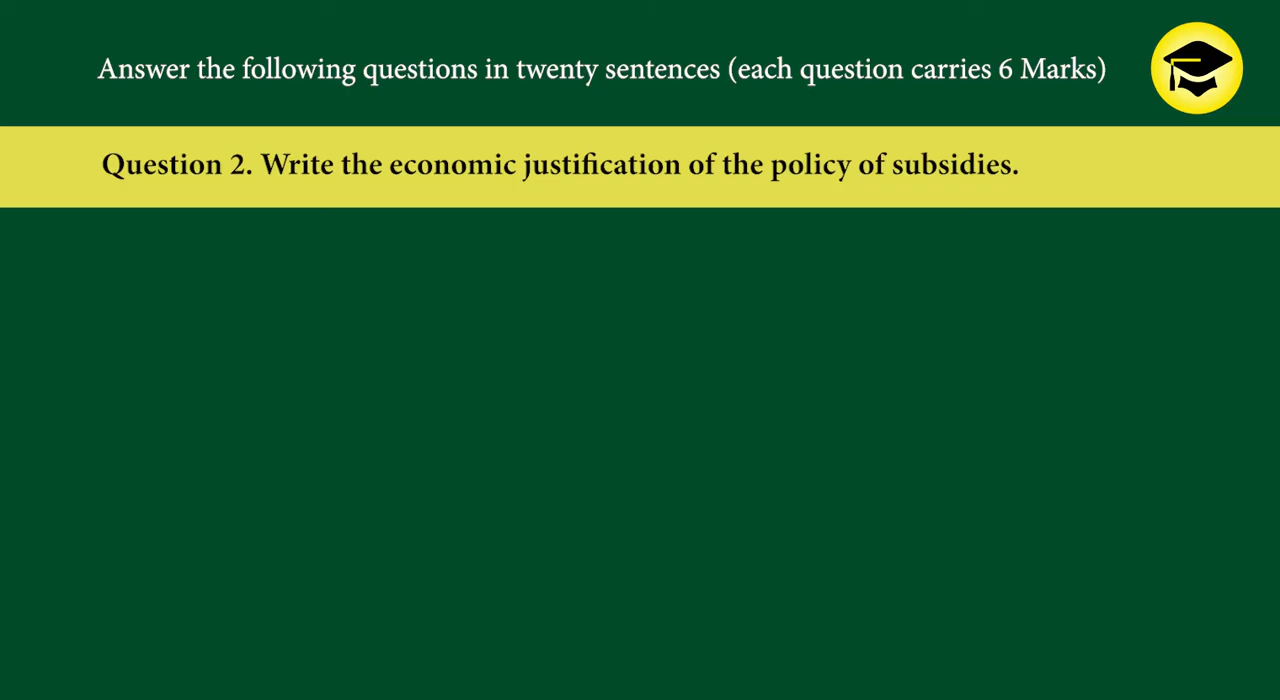 Answer the following questions in twenty sentences (each question carries 6 Marks)
Question 2. Write the economic justification of the policy of subsidies.